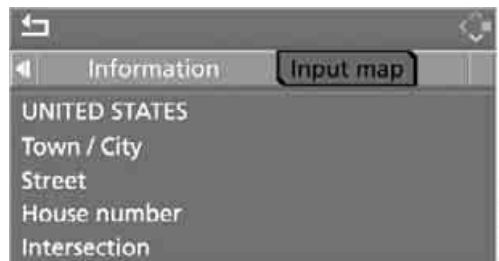 Information Input map
UNITED STATES
Town / City
Street
House number
Intersection